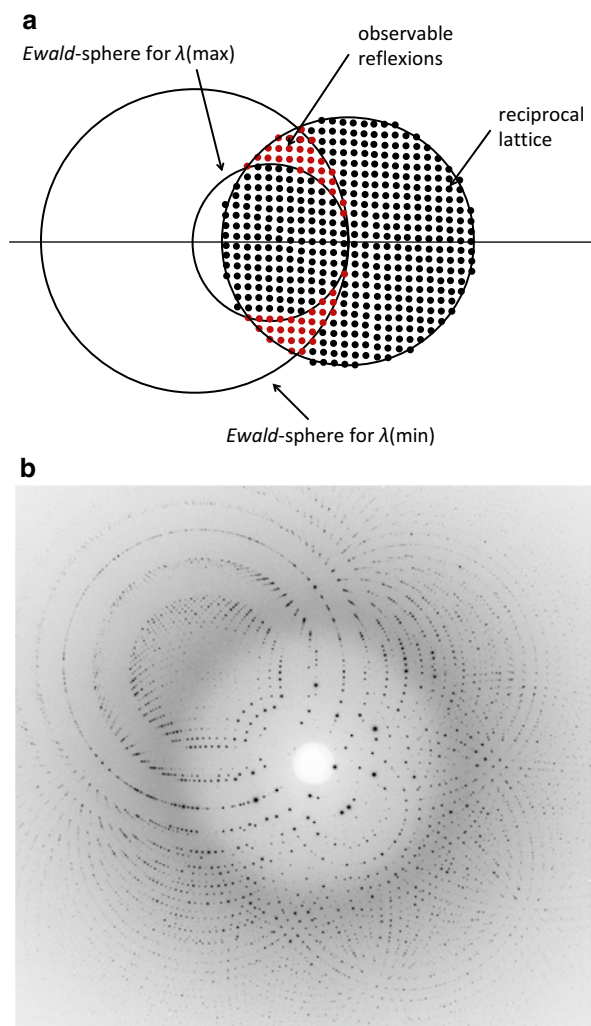 a
Ewald-sphere for λ(max)
observable
reflexions
reciprocal
lattice
Ewald-sphere for λ(min)
b